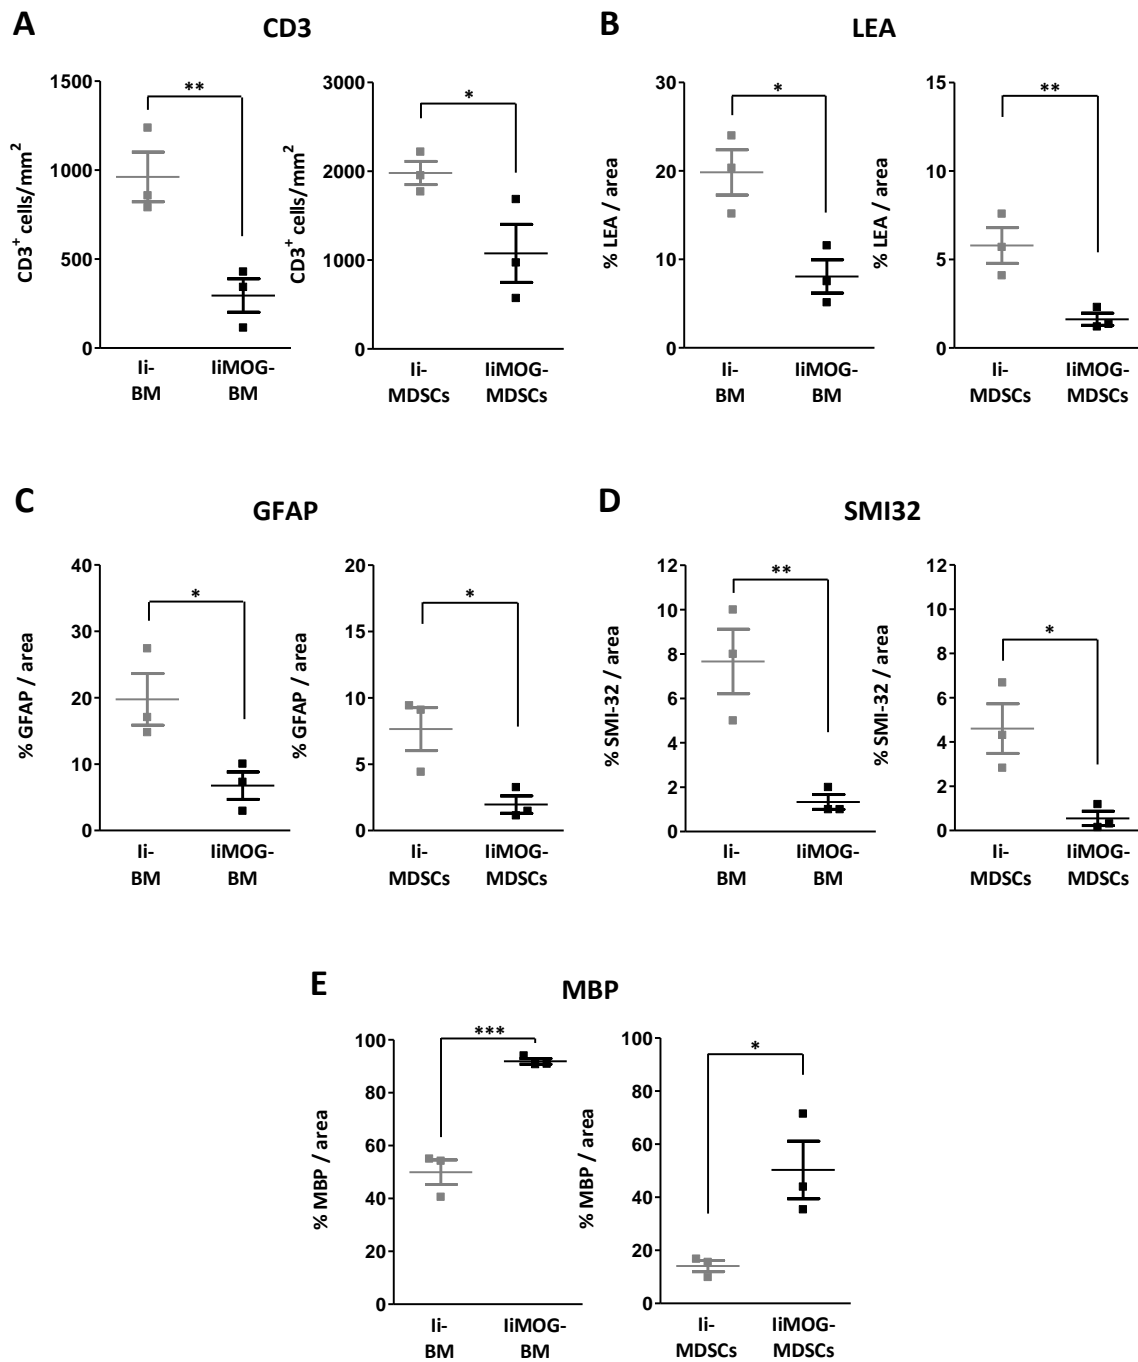 A
CD3
B
LEA
1500
1000
500
0
CD3+ cells/mm2
**
Ii-
BM
IiMOG-
BM
3000
2000
1000
0
CD3+ cells/mm2
*
Ii-
MDSCs
IiMOG-
MDSCs
30
20
10
0
% LEA / area
*
Ii-
BM
IiMOG-
BM
15
10
5
0
% LEA / area
**
Ii-
MDSCs
IiMOG-
MDSCs
C
GFAP
D
SMI32
40
30
20
10
0
% GFAP / area
*
Ii-
BM
IiMOG-
BM
20
15
10
5
0
% GFAP / area
*
Ii-
MDSCs
IiMOG-
MDSCs
12
10
8
6
4
2
0
% SMI-32 / area
**
Ii-
BM
IiMOG-
BM
12
10
8
6
4
2
0
% SMI-32 / area
*
Ii-
MDSCs
IiMOG-
MDSCs
E
MBP
100
80
60
40
20
0
% MBP / area
***
Ii-
BM
IiMOG-
BM
100
80
60
40
20
0
% MBP / area
*
Ii-
MDSCs
IiMOG-
MDSCs